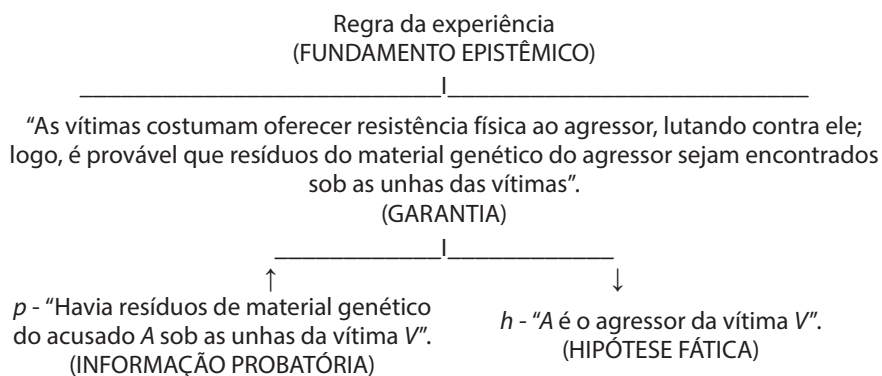 Regra da experiência
(FUNDAMENTO EPISTÊMICO)
“As vítimas costumam oferecer resistência física ao agressor, lutando contra ele;
logo, é provável que resíduos do material genético do agressor sejam encontrados
sob as unhas das vítimas”.
(GARANTIA)
↑
p - “Havia resíduos de material genético
do acusado A sob as unhas da vítima V”.
(INFORMAÇÃO PROBATÓRIA)
↓
h - “A é o agressor da vítima V”.
(HIPÓTESE FÁTICA)